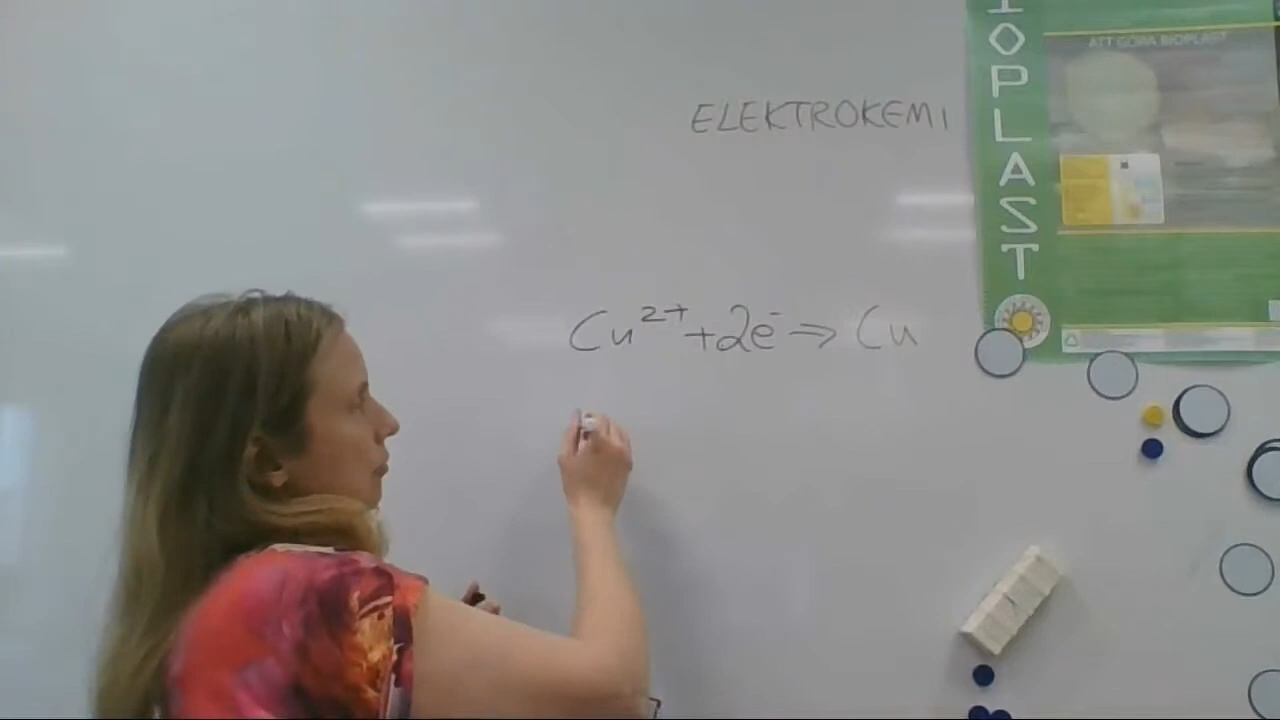 ELEKTROKEMI
Cu²⁺ + 2e⁻ ⇒ Cu
IOPLAST
ATT GÖRA BIOPLAST